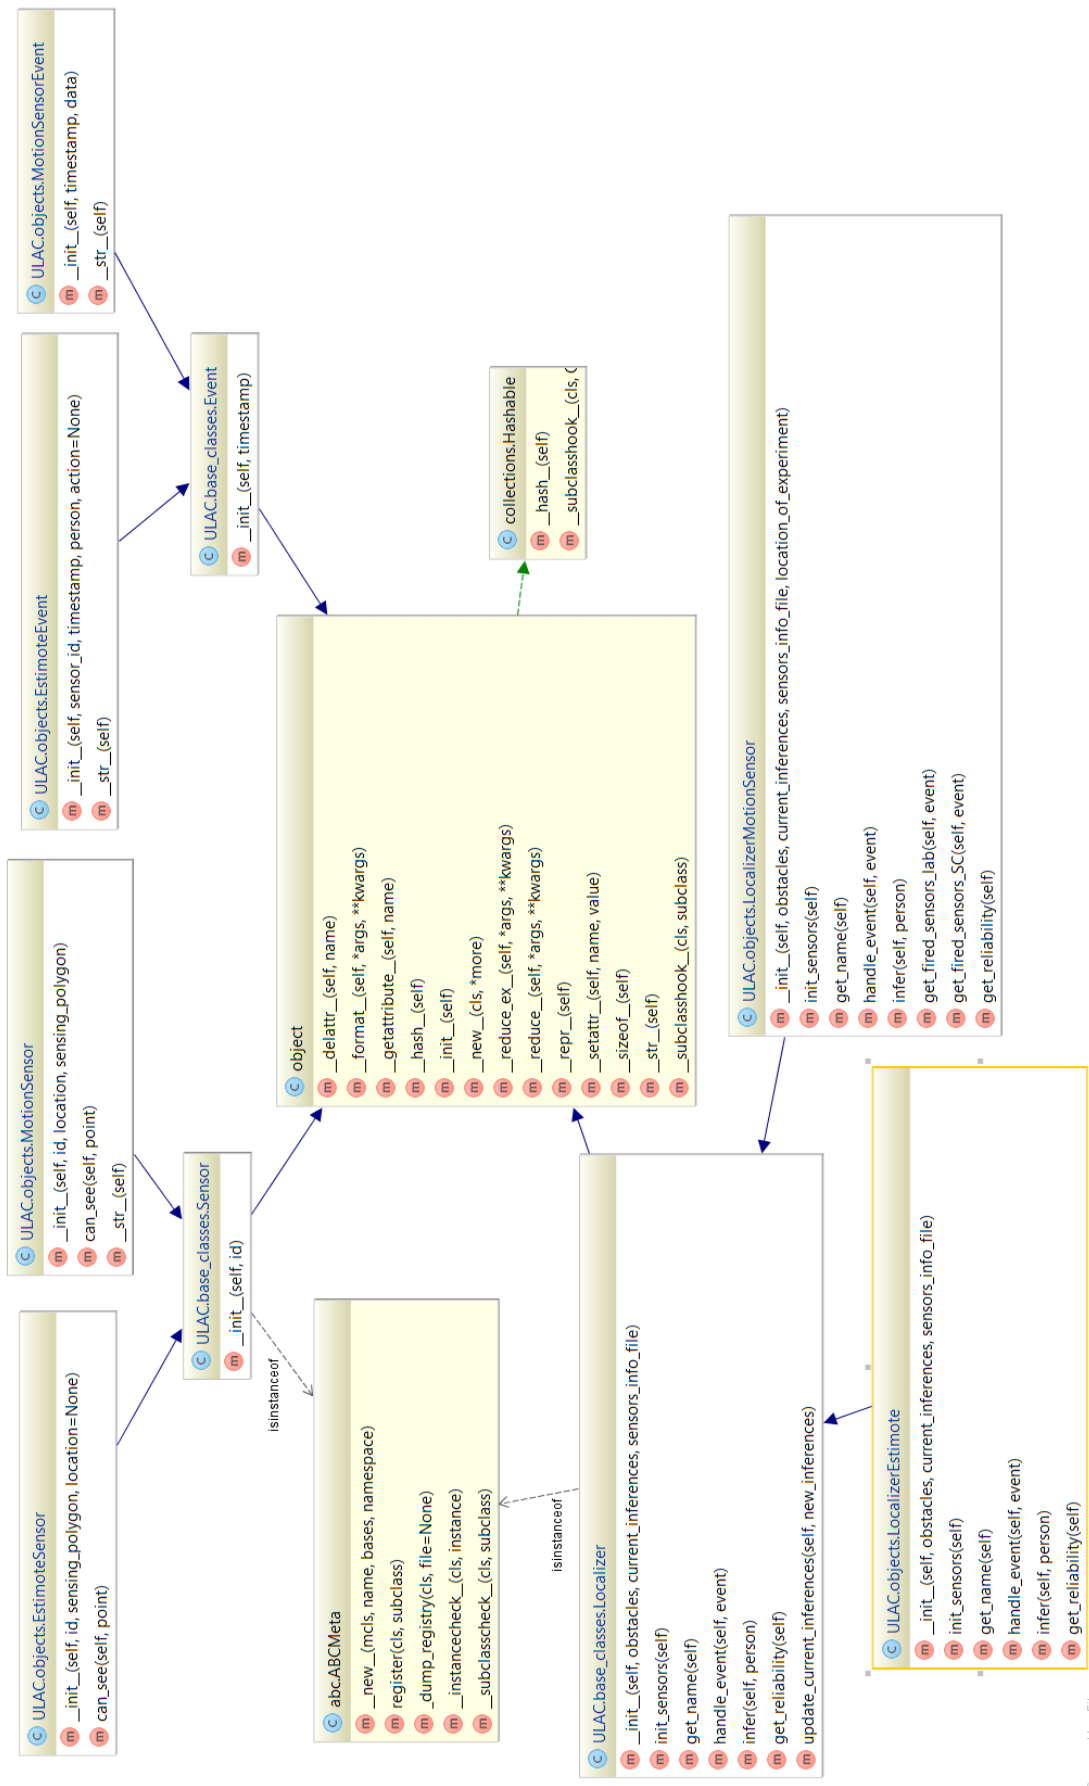 C ULAC.objects.EstimoteSensor
m __init__(self, id, sensing_polygon, location=None)
m can_see(self, point)
C ULAC.objects.MotionSensor
m __init__(self, id, location, sensing_polygon)
m can_see(self, point)
m __str__(self)
C ULAC.objects.EstimoteEvent
m __init__(self, sensor_id, timestamp, person, action=None)
m __str__(self)
C ULAC.objects.MotionSensorEvent
m __init__(self, timestamp, data)
m __str__(self)
C ULAC.base_classes.Sensor
m __init__(self, id)
C ULAC.base_classes.Event
m __init__(self, timestamp)
isinstanceof
C object
m __delattr__(self, name)
m __format__(self, *args, **kwargs)
m __getattribute__(self, name)
m __hash__(self)
m __init__(self)
m __new__(cls, *more)
m __reduce_ex__(self, *args, **kwargs)
m __reduce__(self, *args, **kwargs)
m __repr__(self)
m __setattr__(self, name, value)
m __sizeof__(self)
m __str__(self)
m __subclasshook__(cls, subclass)
C abc.ABCMeta
m __new__(mcls, name, bases, namespace)
m register(cls, subclass)
m _dump_registry(cls, file=None)
m __instancecheck__(cls, instance)
m __subclasscheck__(cls, subclass)
C collections.Hashable
m __hash__(self)
m __subclasshook__(cls,
isinstanceof
C ULAC.base_classes.Localizer
m __init__(self, obstacles, current_inferences, sensors_info_file)
m init_sensors(self)
m get_name(self)
m handle_event(self, event)
m infer(self, person)
m get_reliability(self)
m update_current_inferences(self, new_inferences)
C ULAC.objects.LocalizerMotionSensor
m __init__(self, obstacles, current_inferences, sensors_info_file, location_of_experiment)
m init_sensors(self)
m get_name(self)
m handle_event(self, event)
m infer(self, person)
m get_fired_sensors_lab(self, event)
m get_fired_sensors_SC(self, event)
m get_reliability(self)
C ULAC.objects.LocalizerEstimote
m __init__(self, obstacles, current_inferences, sensors_info_file)
m init_sensors(self)
m get_name(self)
m handle_event(self, event)
m infer(self, person)
m get_reliability(self)